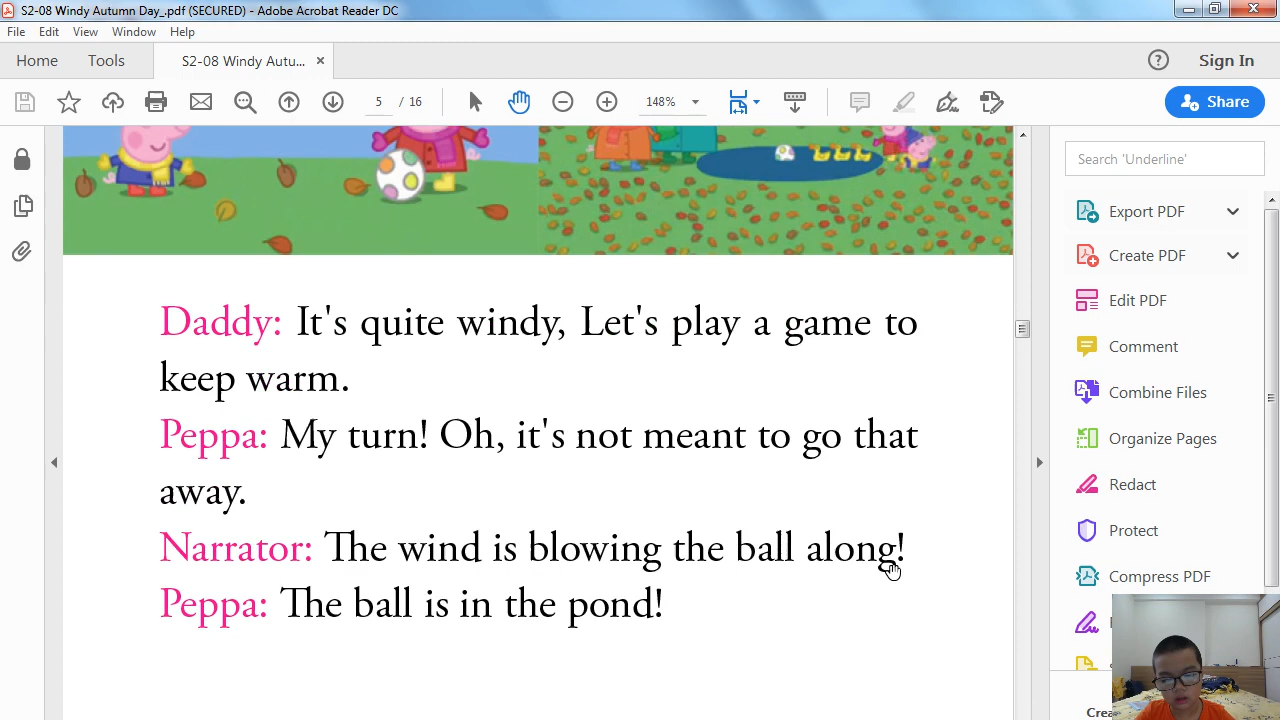 S2-08 Windy Autumn Day_.pdf (SECURED) - Adobe Acrobat Reader DC
File Edit View Window Help
Home Tools S2-08 Windy Autu... × ? Sign In
5 / 16 148% Share
Search 'Underline'
Export PDF
Create PDF
Edit PDF
Comment
Combine Files
Organize Pages
Redact
Protect
Compress PDF
Daddy: It's quite windy, Let's play a game to
keep warm.
Peppa: My turn! Oh, it's not meant to go that
away.
Narrator: The wind is blowing the ball along!
Peppa: The ball is in the pond!